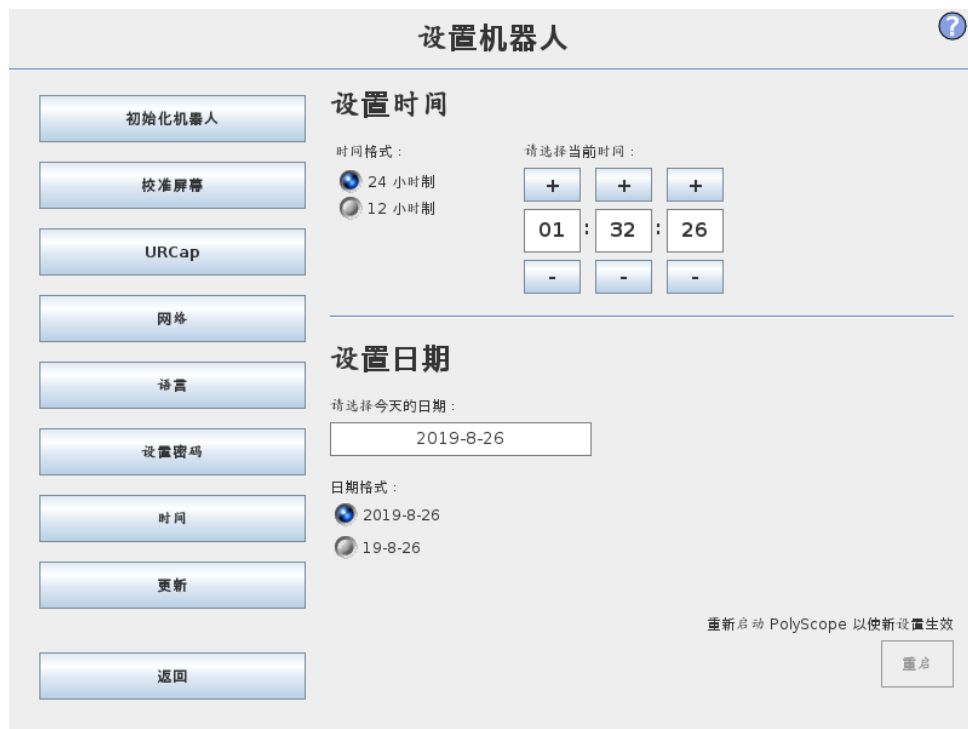 设置机器人
?
初始化机器人
校准屏幕
URCap
网络
语言
设置密码
时间
更新
返回
设置时间
时间格式：
24 小时制
12 小时制
请选择当前时间：
+ + +
01 : 32 : 26
- - -
设置日期
请选择今天的日期：
2019-8-26
日期格式：
2019-8-26
19-8-26
重新启动 PolyScope 以使新设置生效
重启